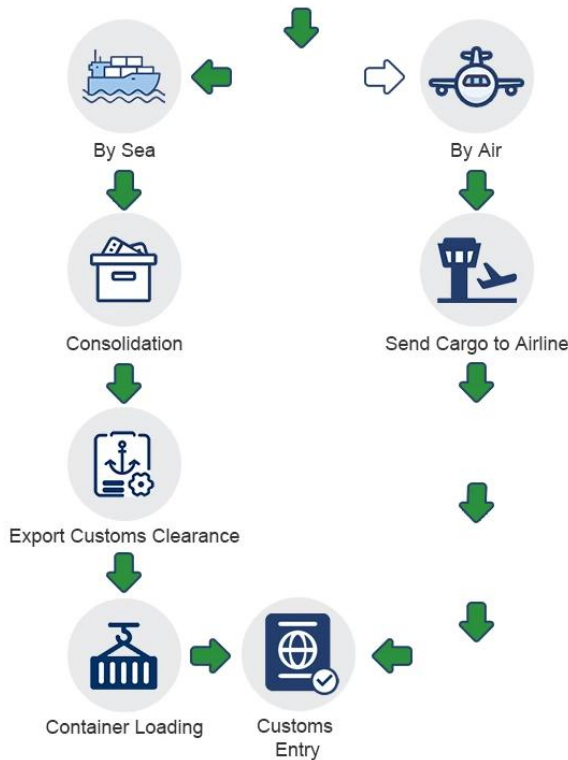 By Sea
By Air
Consolidation
Send Cargo to Airline
Export Customs Clearance
Container Loading
Customs
Entry